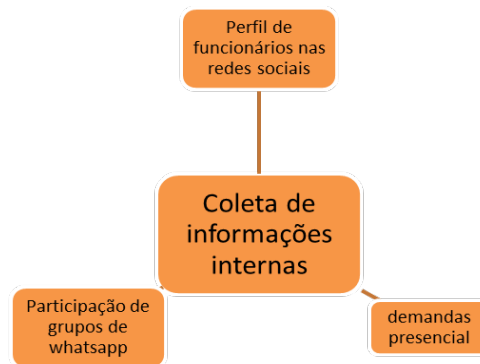 Perfil de
funcionários nas
redes sociais
Coleta de
informações
internas
Participação de
grupos de
whatsapp
demandas
presencial